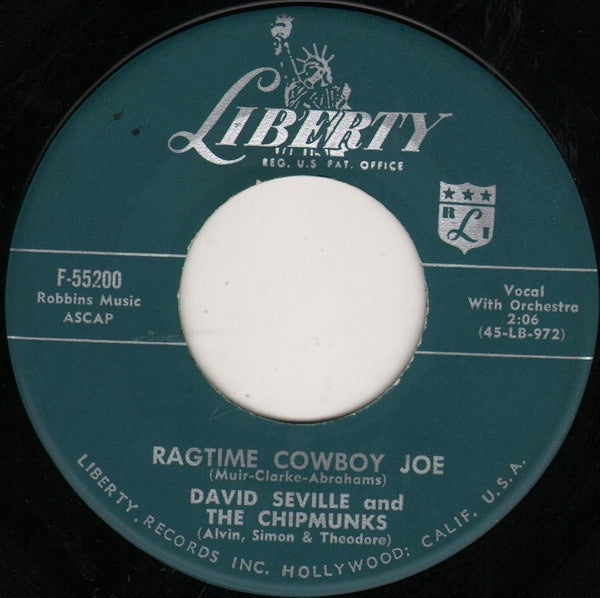 LIBERTY
REG. U.S. PAT. OFFICE
R L I
F-55200
Robbins Music
ASCAP
Vocal
With Orchestra
2:06
(45-LB-972)
RAGTIME COWBOY JOE
(Muir-Clarke-Abrahams)
DAVID SEVILLE and
THE CHIPMUNKS
(Alvin, Simon & Theodore)
LIBERTY RECORDS INC. HOLLYWOOD: CALIF. U.S.A.